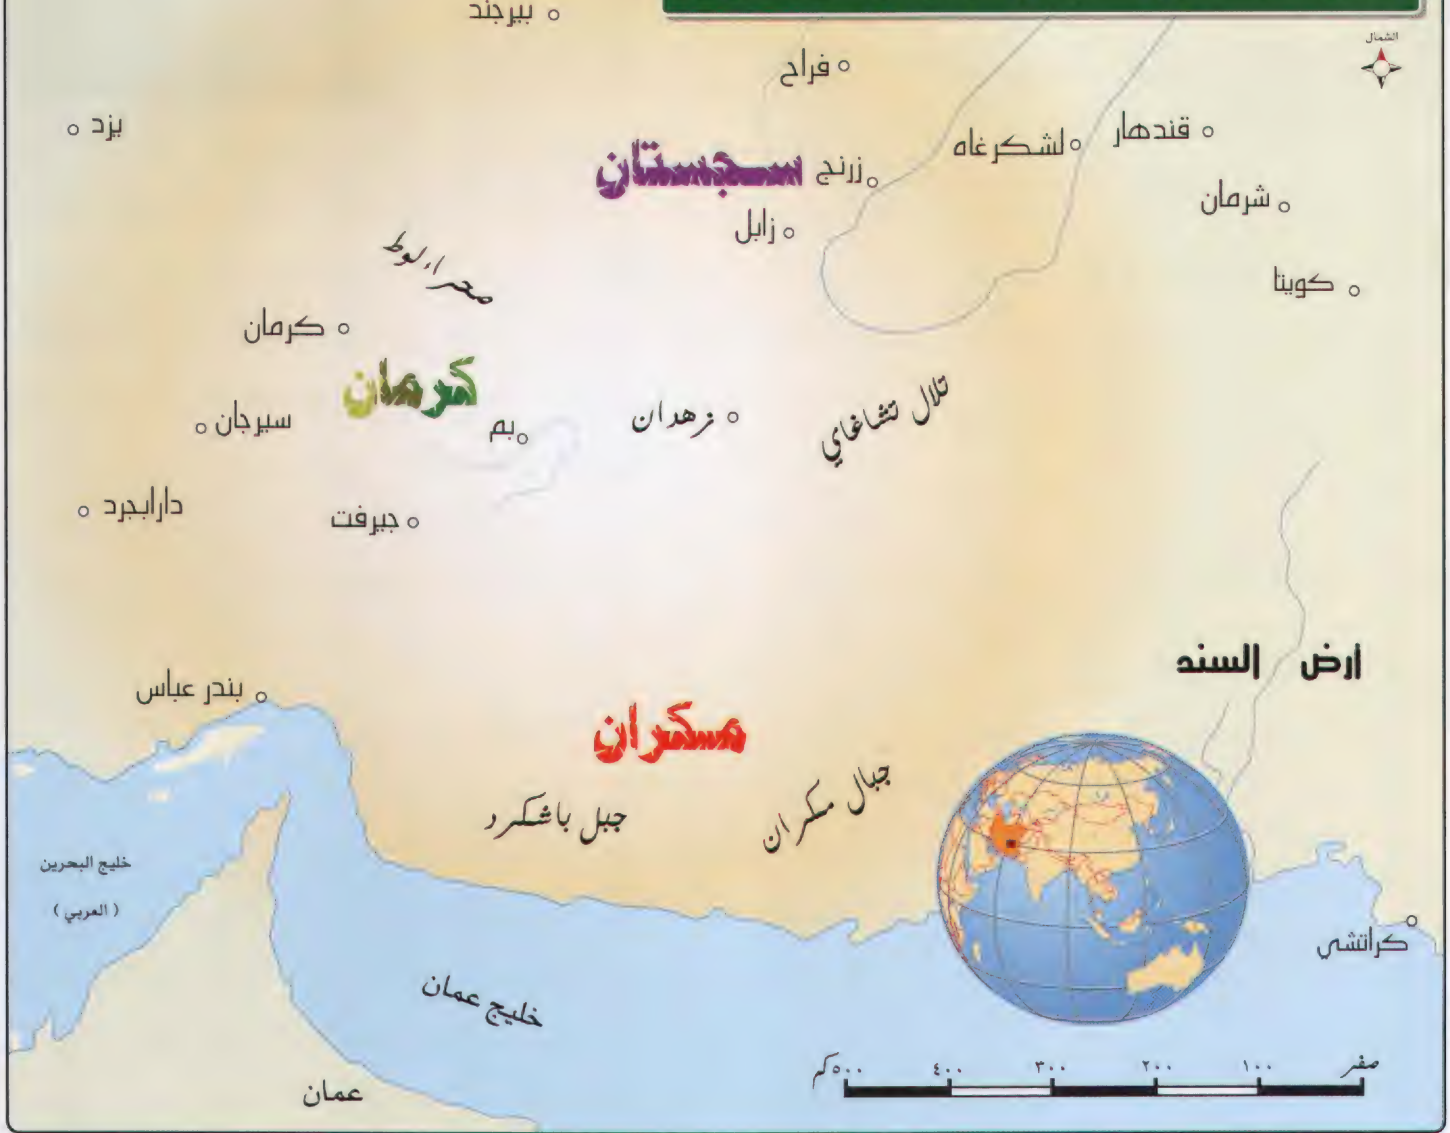 بيرجند
الشمال
فراح
يزد
قندهار
لشكرغاه
سجستان
زرنج
شرمان
زابل
صحراء لوط
كويتا
كرمان
كرمان
تلال تشاغاي
زهدان
سيرجان
بم
دارابجرد
جيرفت
أرض السند
بندر عباس
مكران
جبال مكران
جبل باشكرد
خليج البحرين
(العربي)
كراتشي
خليج عمان
صفر ١٠٠ ٢٠٠ ٣٠٠ ٤٠٠ ٥٠٠ كم
عمان